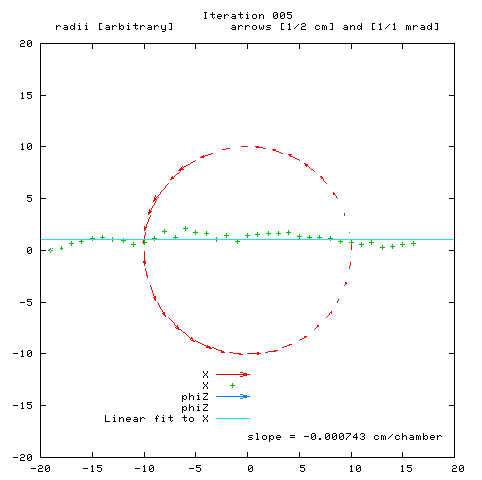 Iteration 005
radii [arbitrary] arrows [1/2 cm] and [1/1 mrad]
20
15
10
5
0
-5
-10
-15
-20
X
X
phiZ
phiZ
Linear fit to X
slope = -0.000743 cm/chamber
-20 -15 -10 -5 0 5 10 15 20